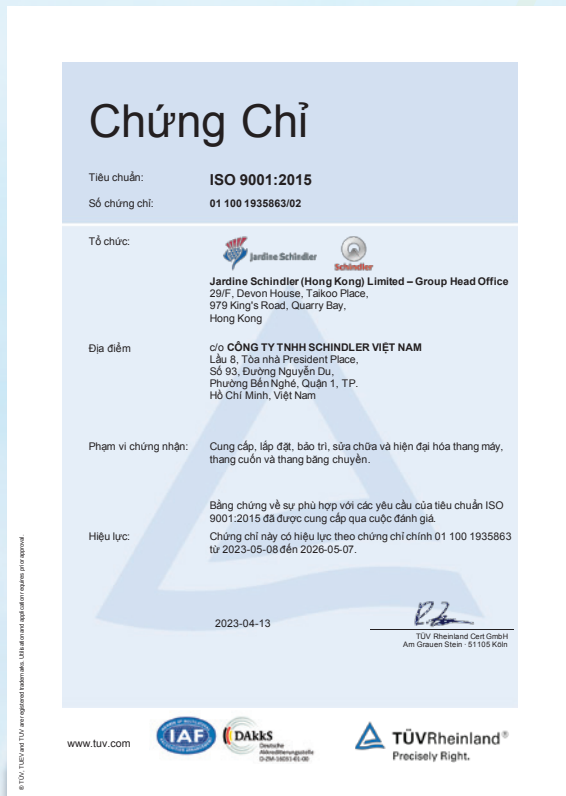 Chứng Chỉ
Tiêu chuẩn: ISO 9001:2015
Số chứng chỉ: 01 100 1935863/02
Tổ chức:
Jardine Schindler
Schindler
Jardine Schindler (Hong Kong) Limited – Group Head Office
29/F, Devon House, Taikoo Place,
979 King's Road, Quarry Bay,
Hong Kong
Địa điểm c/o CÔNG TY TNHH SCHINDLER VIỆT NAM
Lầu 8, Tòa nhà President Place,
Số 93, Đường Nguyễn Du,
Phường Bến Nghé, Quận 1, TP.
Hồ Chí Minh, Việt Nam
Phạm vi chứng nhận: Cung cấp, lắp đặt, bảo trì, sửa chữa và hiện đại hóa thang máy,
thang cuốn và thang băng chuyền.
Bằng chứng về sự phù hợp với các yêu cầu của tiêu chuẩn ISO
9001:2015 đã được cung cấp qua cuộc đánh giá.
Hiệu lực: Chứng chỉ này có hiệu lực theo chứng chỉ chính 01 100 1935863
từ 2023-05-08 đến 2026-05-07.
2023-04-13
TÜV Rheinland Cert GmbH
Am Grauen Stein · 51105 Köln
® TÜV, TUEV and TUV are registered trademarks. Utilisation and application requires prior approval.
www.tuv.com
IAF
DAkkS
Deutsche
Akkreditierungsstelle
D-ZM-16031-01-00
TÜVRheinland®
Precisely Right.